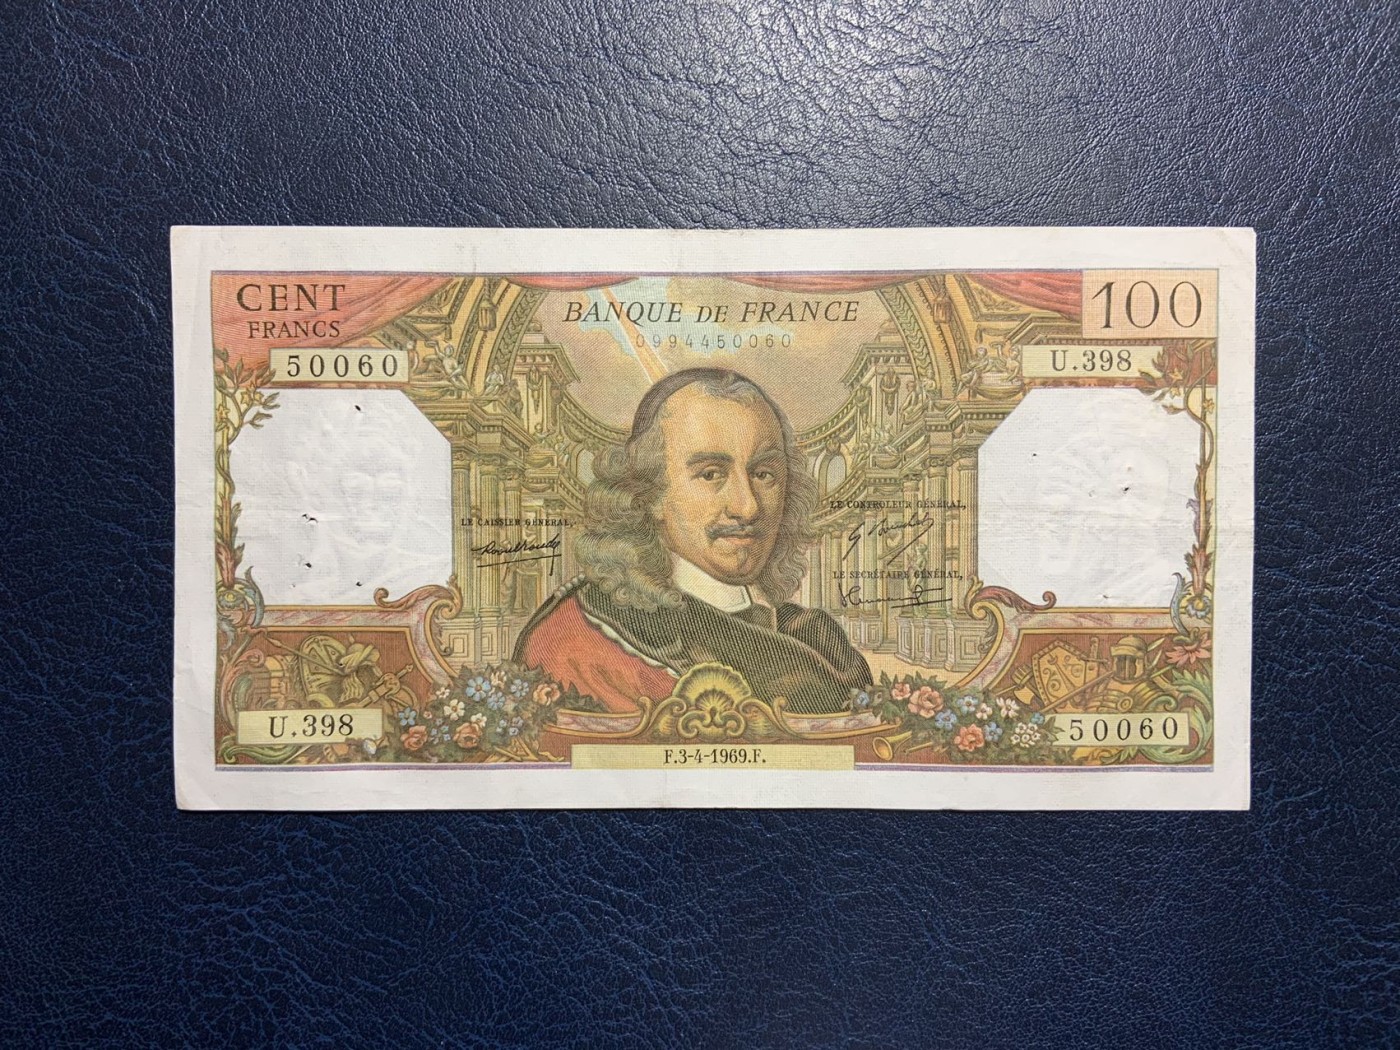 CENT
FRANCS
BANQUE DE FRANCE
100
0994450060
50060
U.398
LE CAISSIER GÉNÉRAL,
LE CONTROLEUR GÉNÉRAL,
LE SECRÉTAIRE GÉNÉRAL,
U.398
50060
F.3-4-1969.F.